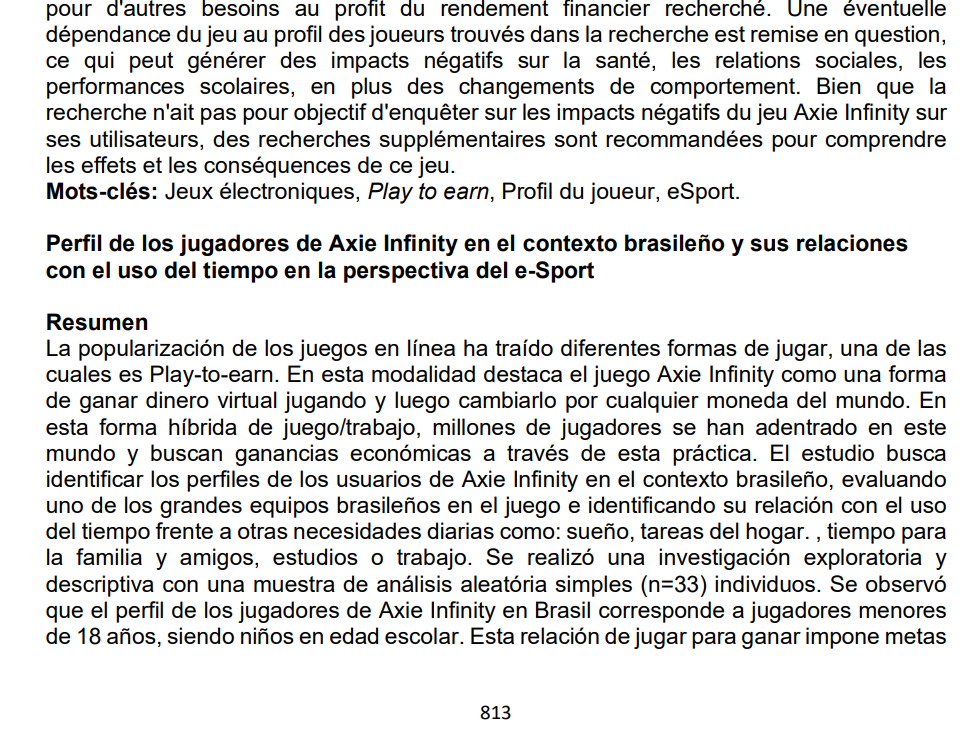 pour d'autres besoins au profit du rendement financier recherché. Une éventuelle
dépendance du jeu au profil des joueurs trouvés dans la recherche est remise en question,
ce qui peut générer des impacts négatifs sur la santé, les relations sociales, les
performances scolaires, en plus des changements de comportement. Bien que la
recherche n'ait pas pour objectif d'enquêter sur les impacts négatifs du jeu Axie Infinity sur
ses utilisateurs, des recherches supplémentaires sont recommandées pour comprendre
les effets et les conséquences de ce jeu.
Mots-clés: Jeux électroniques, Play to earn, Profil du joueur, eSport.
Perfil de los jugadores de Axie Infinity en el contexto brasileño y sus relaciones
con el uso del tiempo en la perspectiva del e-Sport
Resumen
La popularización de los juegos en línea ha traído diferentes formas de jugar, una de las
cuales es Play-to-earn. En esta modalidad destaca el juego Axie Infinity como una forma
de ganar dinero virtual jugando y luego cambiarlo por cualquier moneda del mundo. En
esta forma híbrida de juego/trabajo, millones de jugadores se han adentrado en este
mundo y buscan ganancias económicas a través de esta práctica. El estudio busca
identificar los perfiles de los usuarios de Axie Infinity en el contexto brasileño, evaluando
uno de los grandes equipos brasileños en el juego e identificando su relación con el uso
del tiempo frente a otras necesidades diarias como: sueño, tareas del hogar. , tiempo para
la familia y amigos, estudios o trabajo. Se realizó una investigación exploratoria y
descriptiva con una muestra de análisis aleatória simples (n=33) individuos. Se observó
que el perfil de los jugadores de Axie Infinity en Brasil corresponde a jugadores menores
de 18 años, siendo niños en edad escolar. Esta relación de jugar para ganar impone metas
813